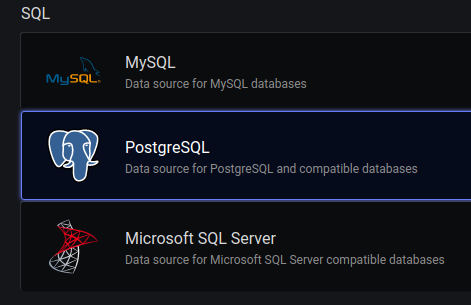 SQL
MySQL
MySQL
Data source for MySQL databases
PostgreSQL
Data source for PostgreSQL and compatible databases
Microsoft SQL Server
Data source for Microsoft SQL Server compatible databases